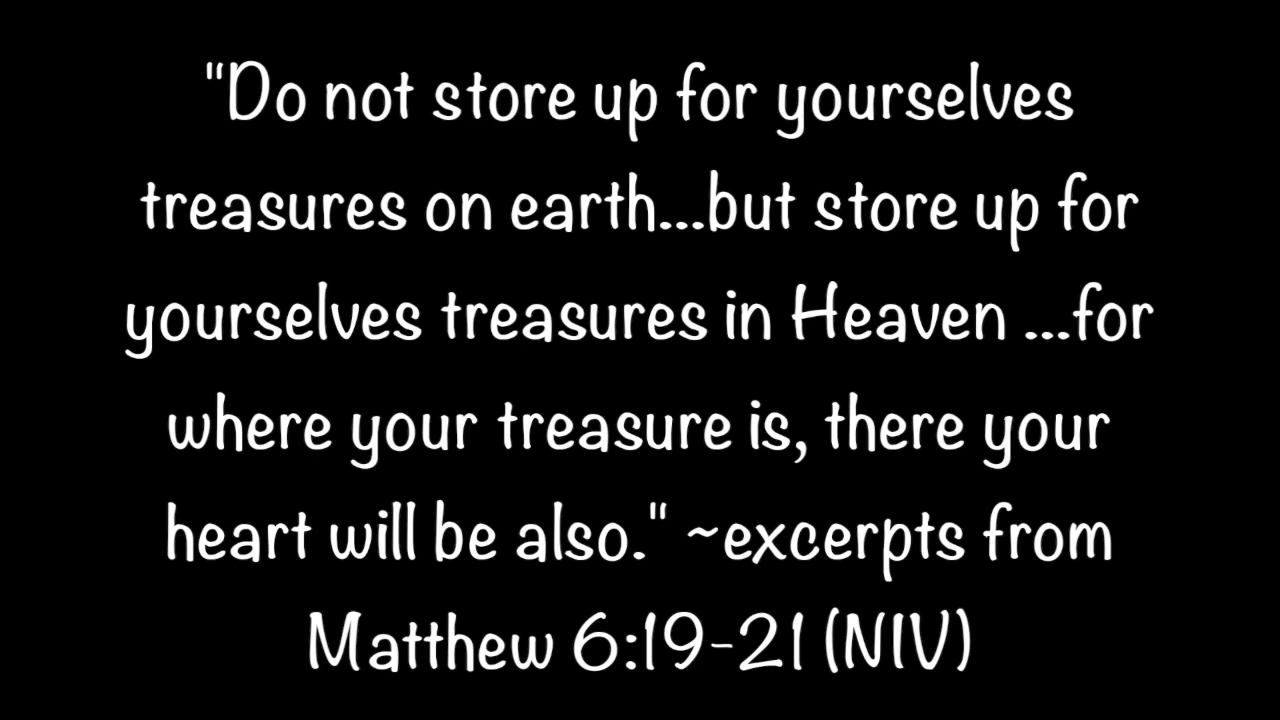 "Do not store up for yourselves
treasures on earth...but store up for
yourselves treasures in Heaven ...for
where your treasure is, there your
heart will be also." ~excerpts from
Matthew 6:19-21 (NIV)